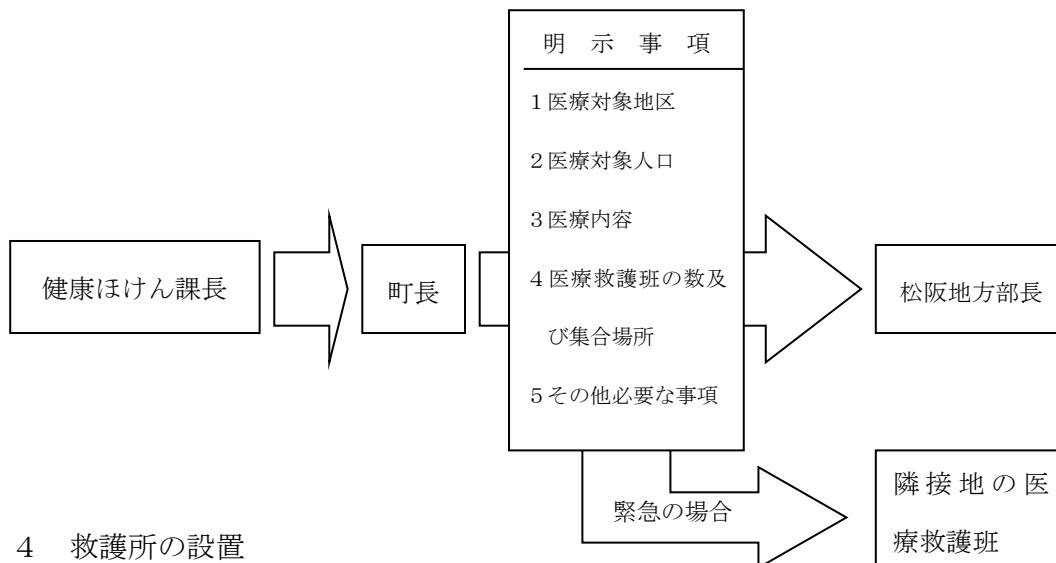 明 示 事 項
1医療対象地区
2医療対象人口
3医療内容
4医療救護班の数及
び集合場所
5その他必要な事項
健康ほけん課長
町長
松阪地方部長
緊急の場合
隣接地の医
療救護班
4 救護所の設置